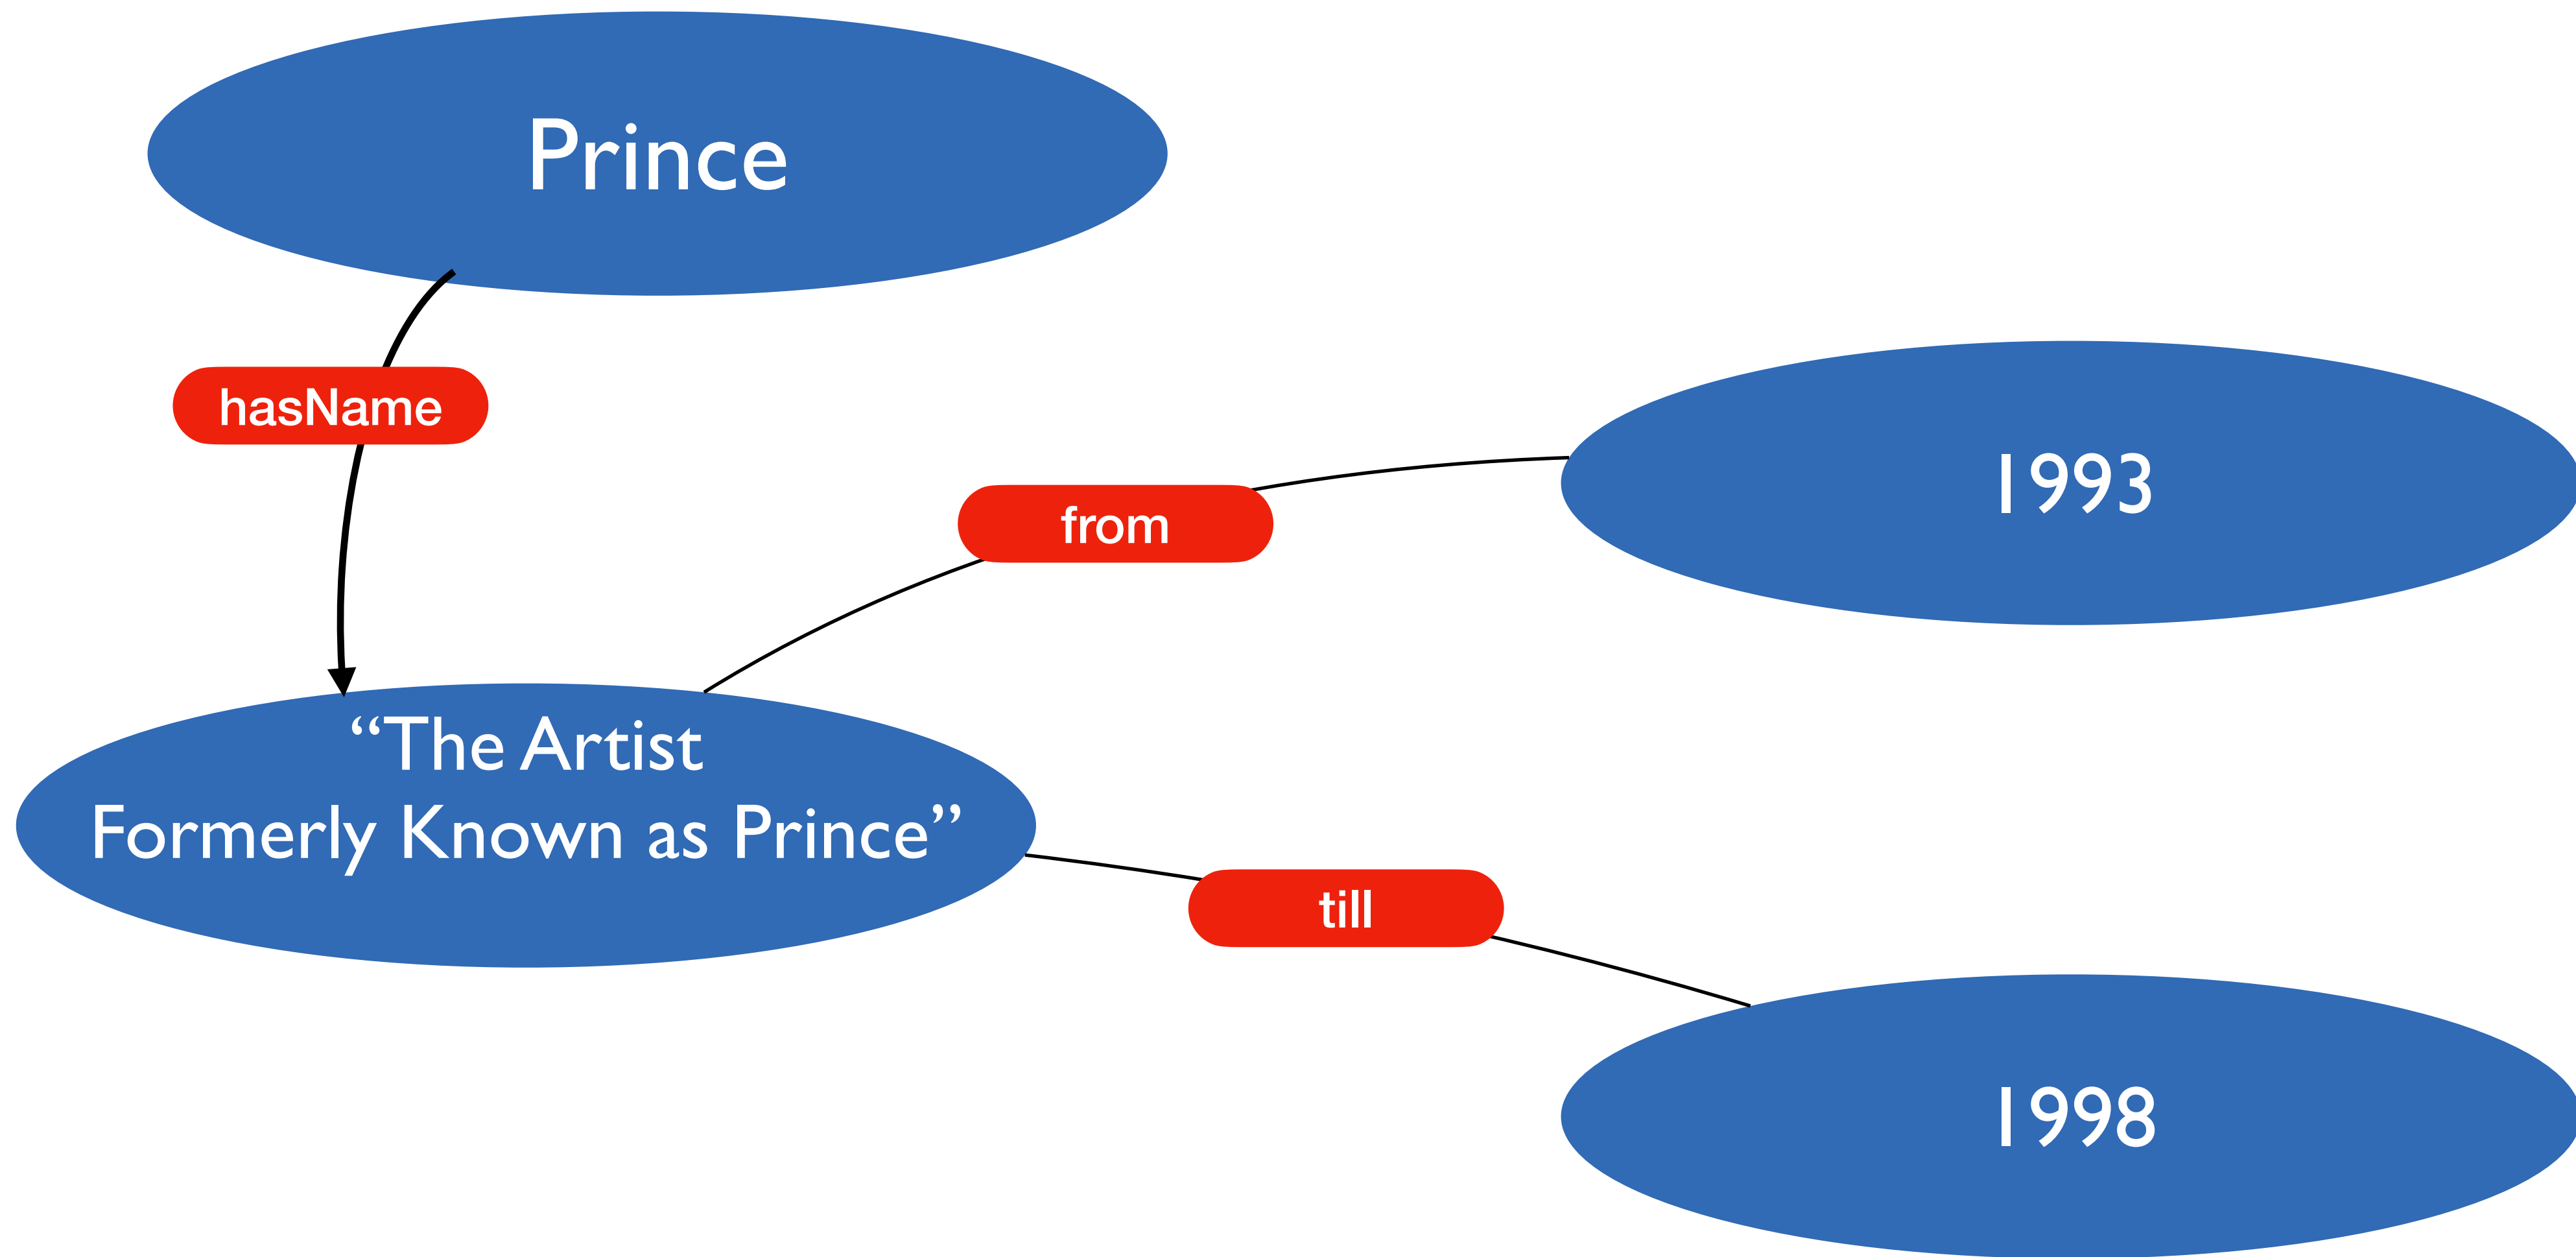 Prince
hasName
1993
from
“The Artist
Formerly Known as Prince”
till
1998